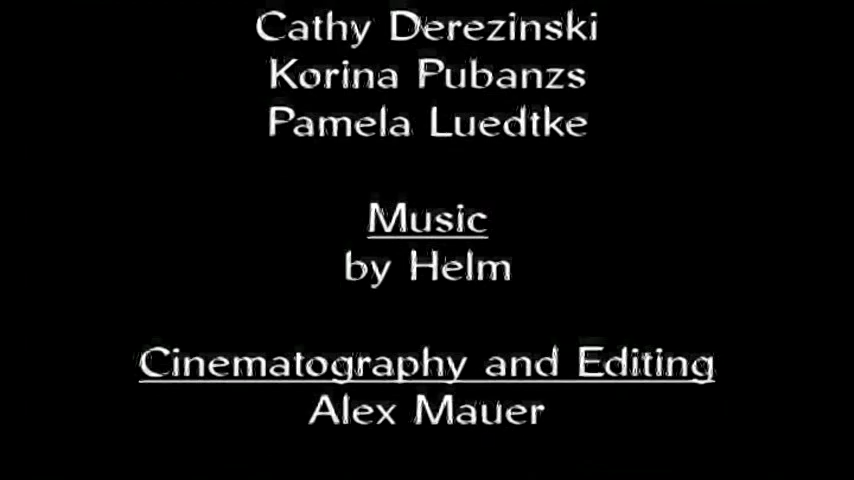 Cathy Derezinski
Korina Pubanzs
Pamela Luedtke
Music
by Helm
Cinematography and Editing
Alex Mauer